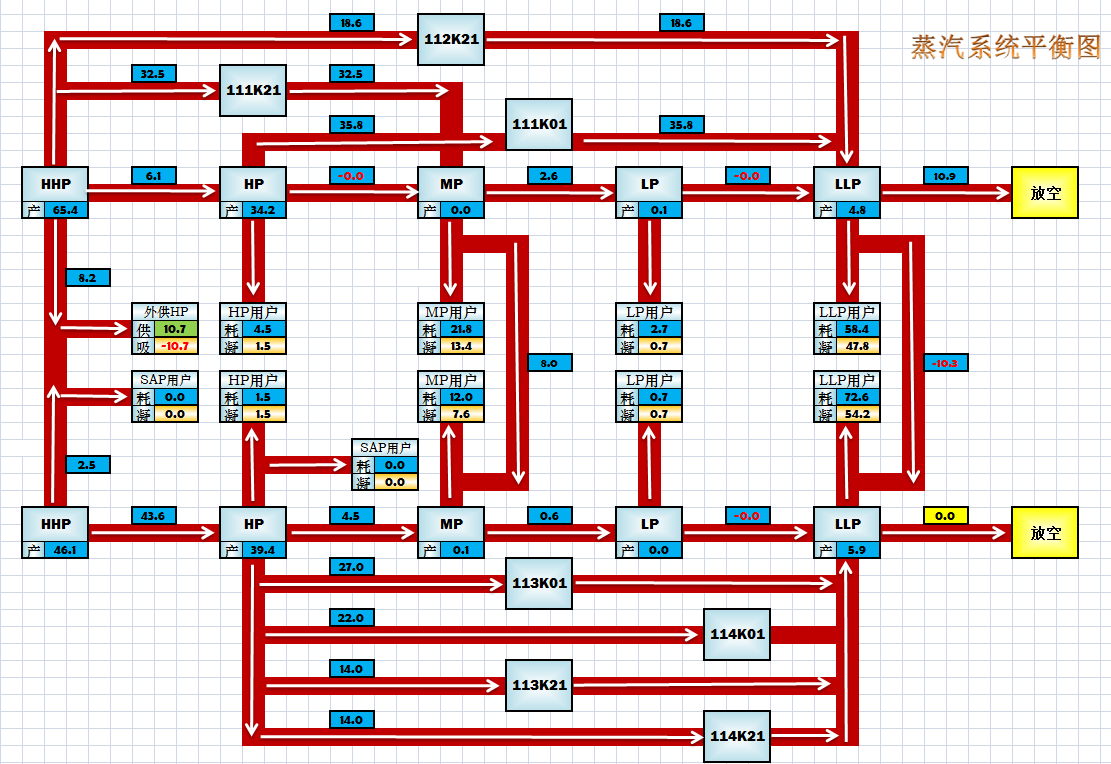 18.6
112K21
18.6
蒸汽系统平衡图
32.5
111K21
32.5
35.8
111K01
35.8
HHP
产 65.4
6.1
HP
产 34.2
-0.0
MP
产 0.0
2.6
LP
产 0.1
-0.0
LLP
产 4.8
10.9
放空
8.2
外供HP
供 10.7
吸 -10.7
HP用户
耗 4.5
凝 1.5
MP用户
耗 21.8
凝 13.4
LP用户
耗 2.7
凝 0.7
LLP用户
耗 58.4
凝 47.8
8.0
-10.3
SAP用户
耗 0.0
凝 0.0
HP用户
耗 1.5
凝 1.5
MP用户
耗 12.0
凝 7.6
LP用户
耗 0.7
凝 0.7
LLP用户
耗 72.6
凝 54.2
SAP用户
耗 0.0
凝 0.0
2.5
HHP
产 46.1
43.6
HP
产 39.4
4.5
MP
产 0.1
0.6
LP
产 0.0
-0.0
LLP
产 5.9
0.0
放空
27.0
113K01
22.0
114K01
14.0
113K21
14.0
114K21